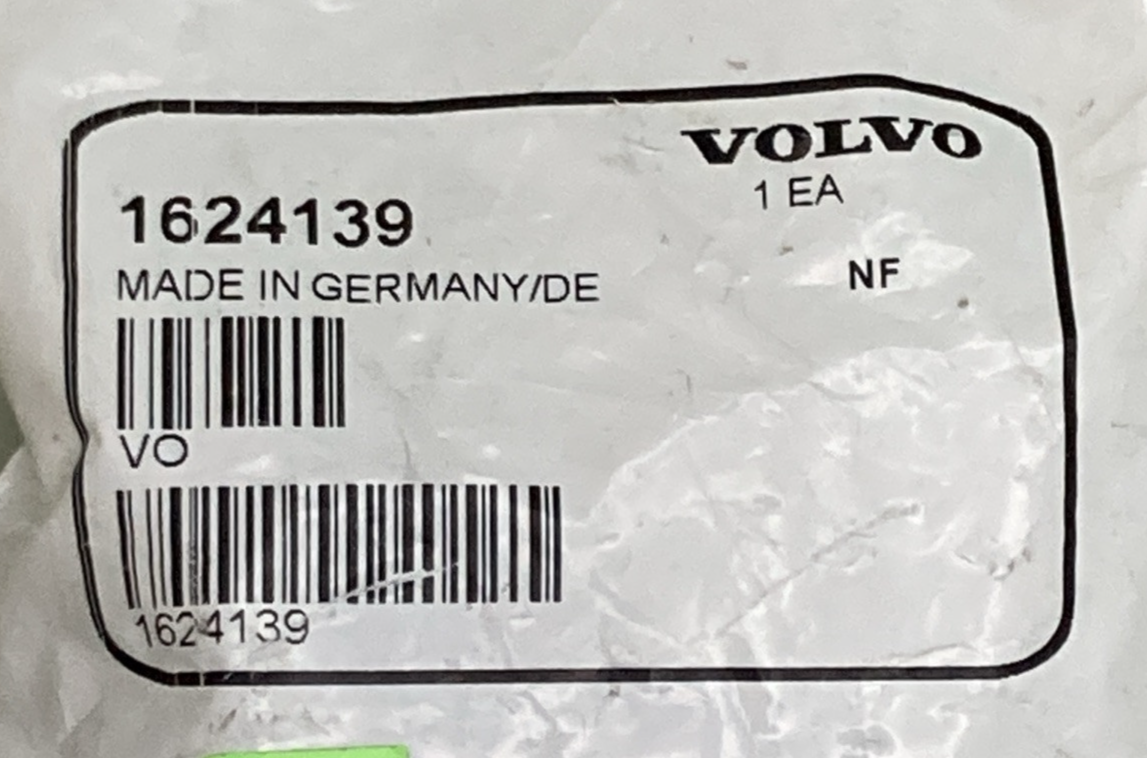 VOLVO
1 EA
1624139
MADE IN GERMANY/DE
NF
VO
1624139